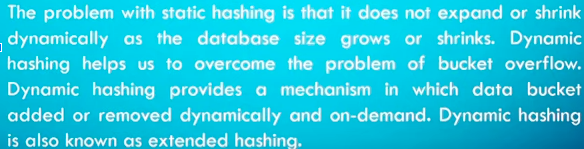 The problem with static hashing is that it does not expand or shrink
dynamically as the database size grows or shrinks. Dynamic
hashing helps us to overcome the problem of bucket overflow.
Dynamic hashing provides a mechanism in which data bucket
added or removed dynamically and on-demand. Dynamic hashing
is also known as extended hashing.